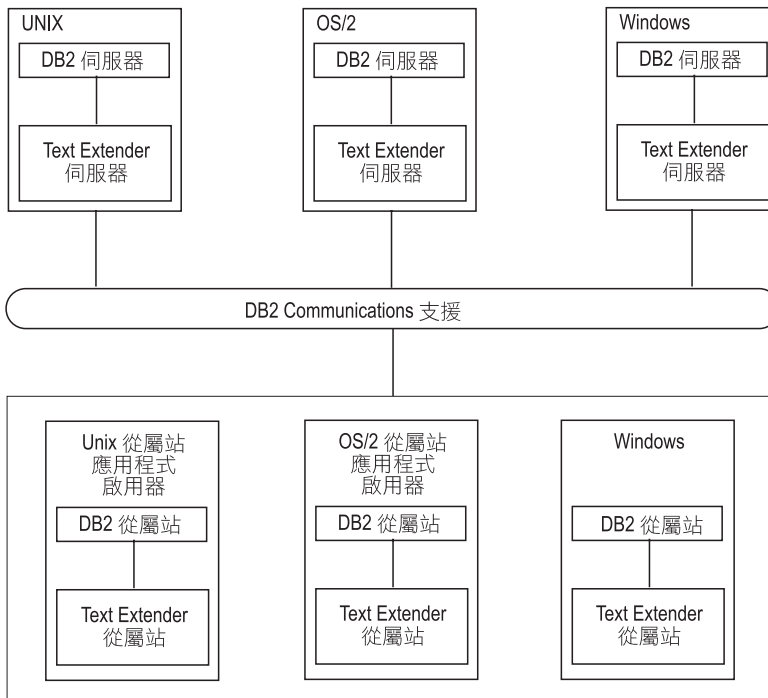 UNIX
DB2 伺服器
Text Extender
伺服器
OS/2
DB2 伺服器
Text Extender
伺服器
Windows
DB2 伺服器
Text Extender
伺服器
DB2 Communications 支援
Unix 從屬站
應用程式
啟用器
DB2 從屬站
Text Extender
從屬站
OS/2 從屬站
應用程式
啟用器
DB2 從屬站
Text Extender
從屬站
Windows
DB2 從屬站
Text Extender
從屬站